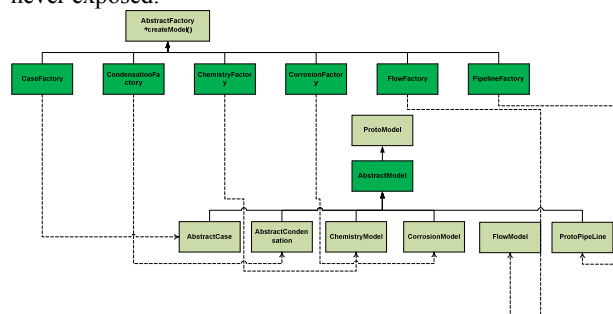 never exposed.
AbstractFactory
+createModel()
CaseFactory
CondensationFa
ctory
ChemistryFactor
y
CorrosionFactor
y
FlowFactory
PipelineFactory
ProtoModel
AbstractModel
AbstractCase
AbstractConden
sation
ChemistryModel
CorrosionModel
FlowModel
ProtoPipeLine